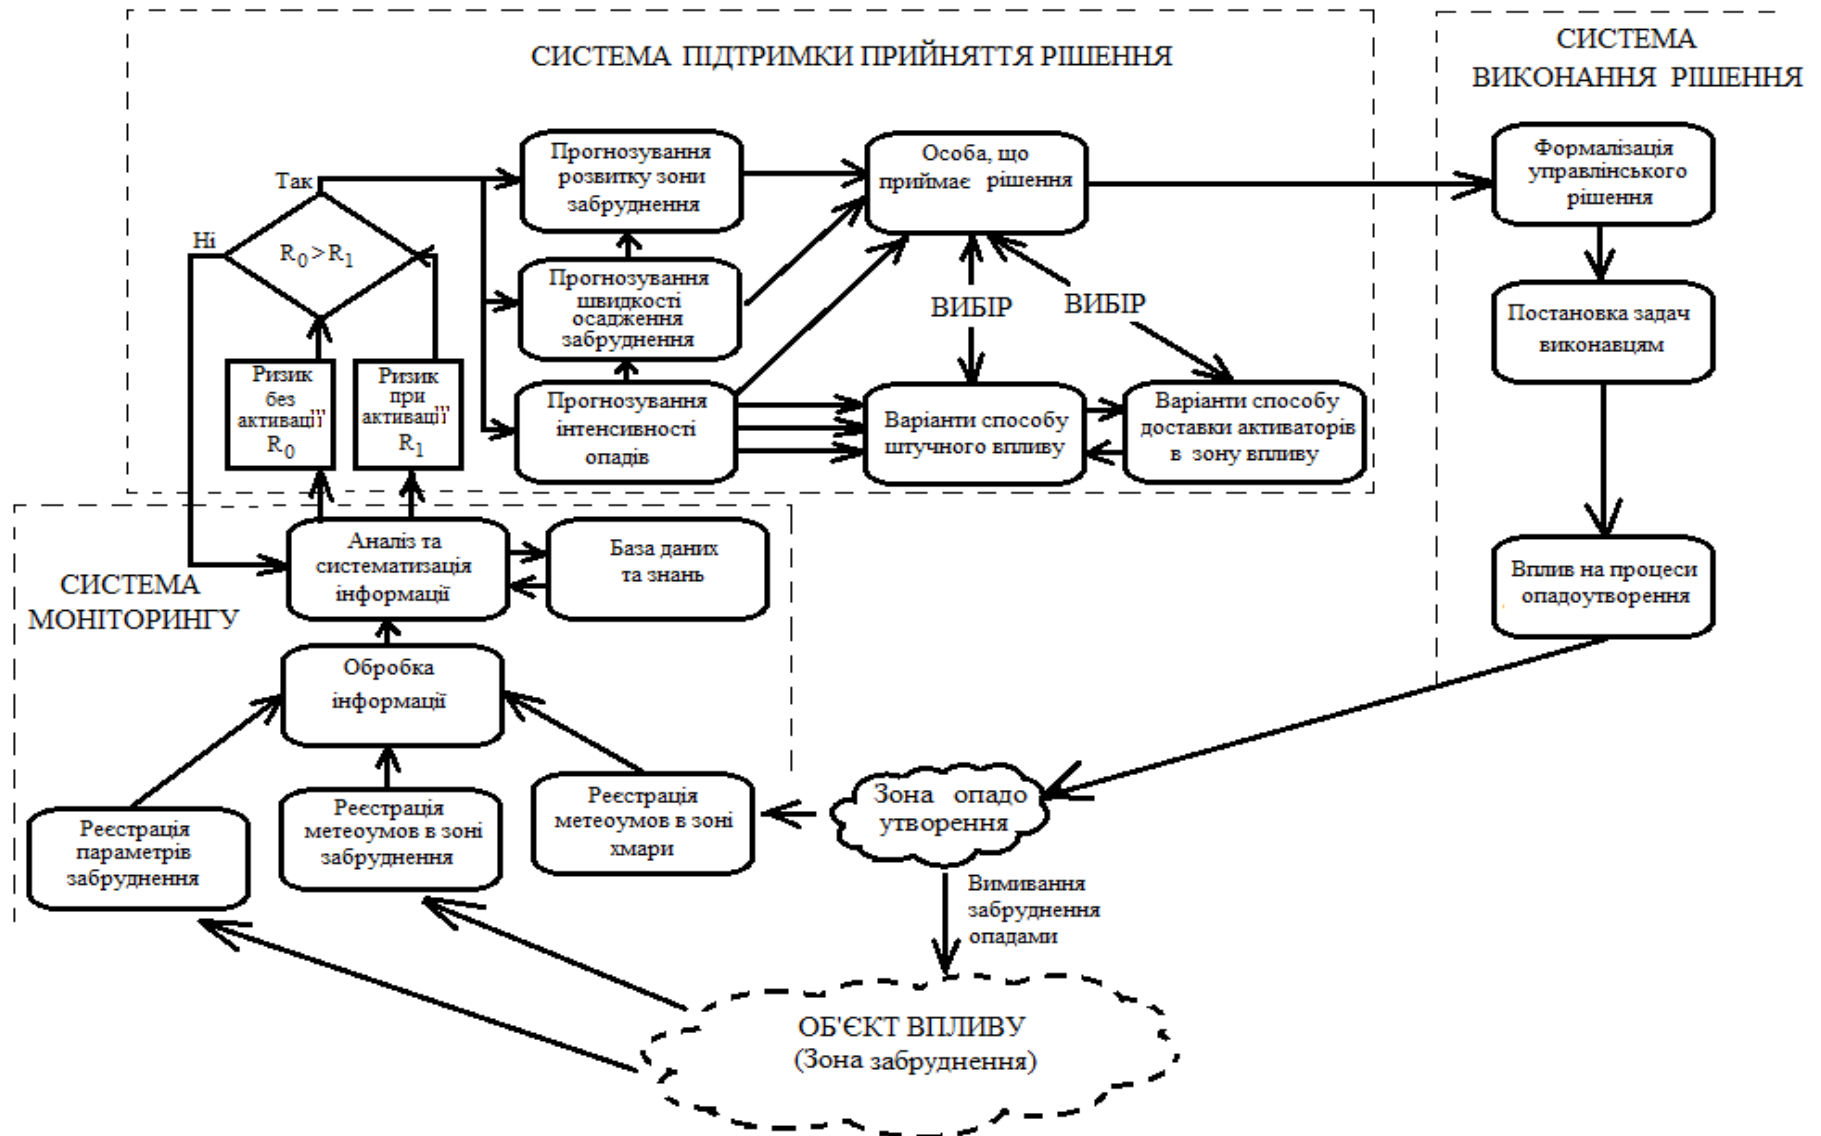 СИСТЕМА ПІДТРИМКИ ПРИЙНЯТТЯ РІШЕННЯ
СИСТЕМА
ВИКОНАННЯ РІШЕННЯ
Так
Ні
R0 > R1
Прогнозування
розвитку зони
забруднення
Особа, що
приймає рішення
Формалізація
управлінського
рішення
Прогнозування
швидкості
осадження
забруднення
ВИБІР
ВИБІР
Постановка задач
виконавцям
Ризик
без
активації
R0
Ризик
при
активації
R1
Прогнозування
інтенсивності
опадів
Варіанти способу
штучного впливу
Варіанти способу
доставки активаторів
в зону впливу
СИСТЕМА
МОНІТОРИНГУ
Аналіз та
систематизація
інформації
База даних
та знань
Вплив на процеси
опадоутворення
Обробка
інформації
Реєстрація
параметрів
забруднення
Реєстрація
метеоумов в зоні
забруднення
Реєстрація
метеоумов в зоні
хмари
Зона опадо
утворення
Вимивання
забруднення
опадами
ОБ'ЄКТ ВПЛИВУ
(Зона забруднення)